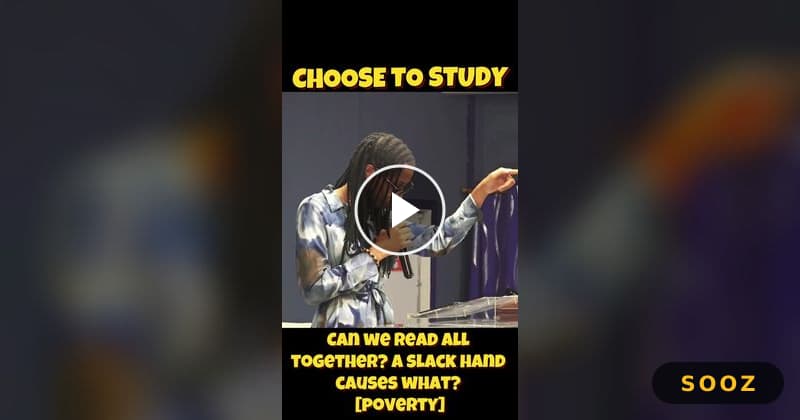 CHOOSE TO STUDY
CAN WE READ ALL
TOGETHER? A SLACK HAND
CAUSES WHAT?
[POVERTY]
SOOZ